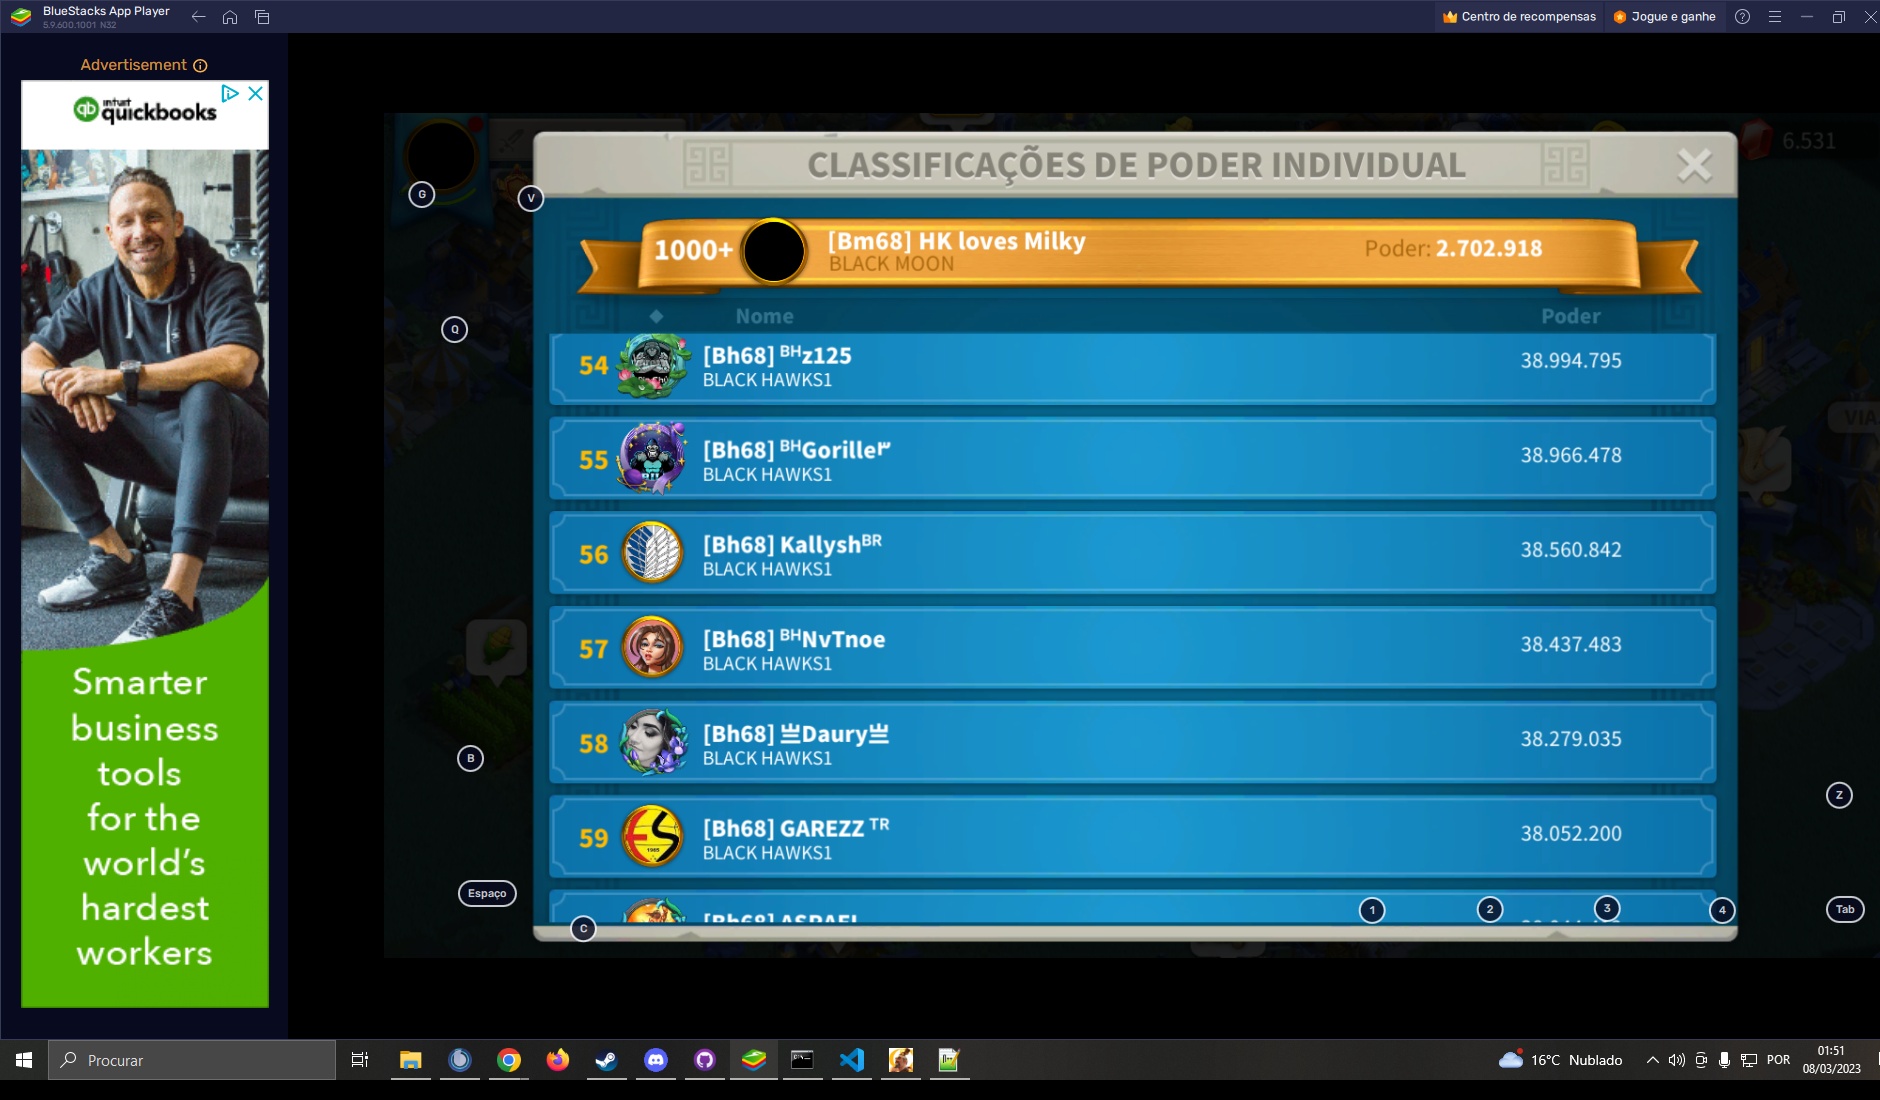 BlueStacks App Player
5.9.600.1001 N32
Centro de recompensas
Jogue e ganhe
Advertisement
intuit
quickbooks
Smarter
business
tools
for the
world's
hardest
workers
6.531
CLASSIFICAÇÕES DE PODER INDIVIDUAL
G
V
1000+ [Bm68] HK loves Milky Poder: 2.702.918
BLACK MOON
Nome Poder
Q
54 [Bh68] ᴮᴴz125 38.994.795
BLACK HAWKS1
VIA
55 [Bh68] ᴮᴴGorille 38.966.478
BLACK HAWKS1
56 [Bh68] Kallyshᴮᴿ 38.560.842
BLACK HAWKS1
57 [Bh68] ᴮᴴNvTnoe 38.437.483
BLACK HAWKS1
58 [Bh68] 亗Daury亗 38.279.035
BLACK HAWKS1
B
Z
59 [Bh68] GAREZZ ᵀᴿ 38.052.200
BLACK HAWKS1
1985
Espaço
[Bh68] ASRAEL
C
1
2
3
4
Tab
Procurar
16°C Nublado
POR
01:51
08/03/2023